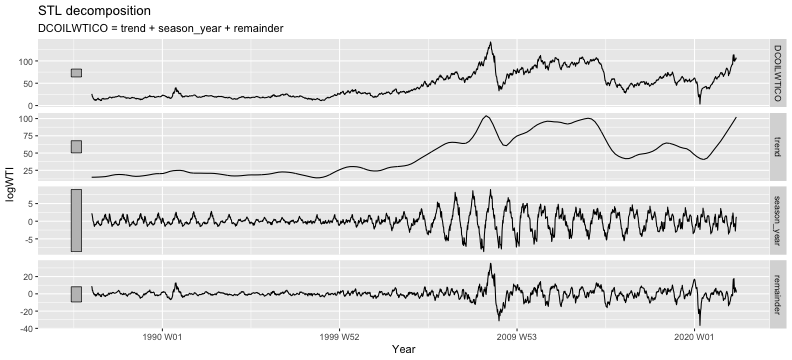 STL decomposition
DCOILWTICO = trend + season_year + remainder
logWTI
100
50
0
DCOILWTICO
100
75
50
25
trend
5
0
-5
season_year
20
0
-20
-40
remainder
1990 W01
1999 W52
2009 W53
2020 W01
Year